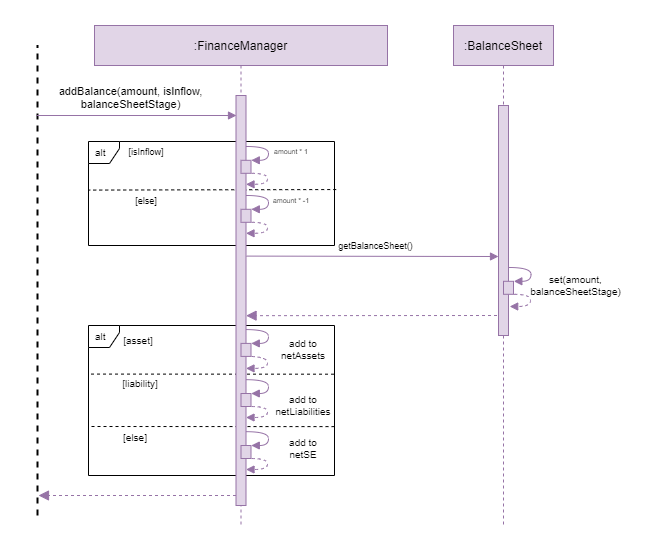 :FinanceManager
:BalanceSheet
addBalance(amount, isInflow,
balanceSheetStage)
alt
[isInflow]
amount * 1
[else]
amount * -1
getBalanceSheet()
set(amount,
balanceSheetStage)
alt
[asset]
add to
netAssets
[liability]
add to
netLiabilities
[else]
add to
netSE